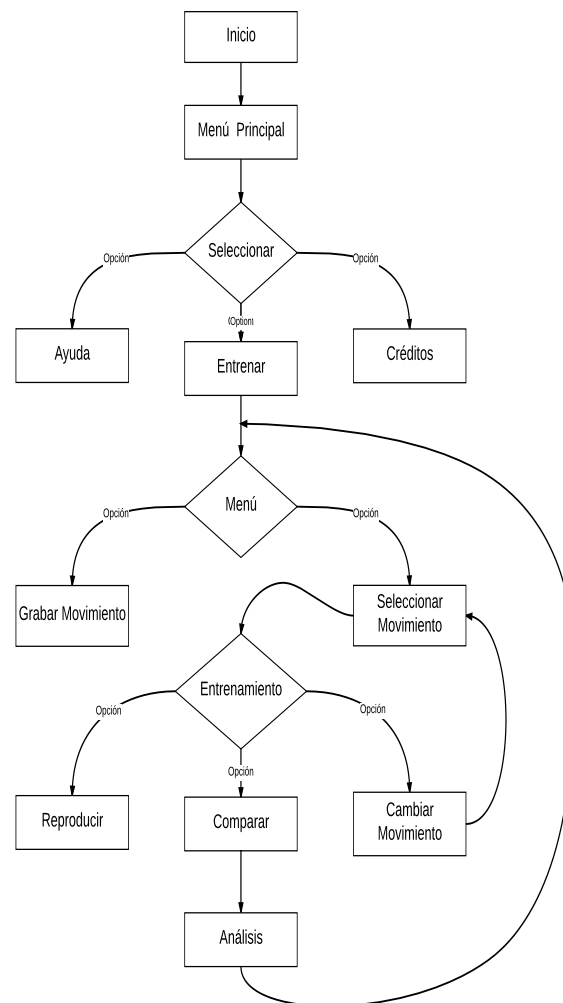 Inicio
Menú Principal
Seleccionar
Opción
Opción
(Option)
Ayuda
Entrenar
Créditos
Menú
Opción
Opción
Grabar Movimiento
Seleccionar
Movimiento
Entrenamiento
Opción
Opción
Opción
Reproducir
Comparar
Cambiar
Movimiento
Análisis